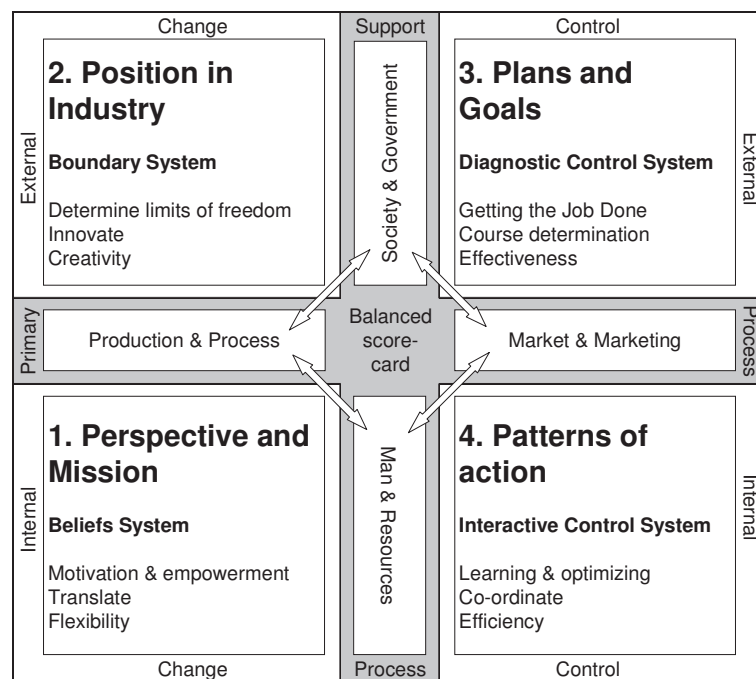 Change
Support
Control
External
2. Position in
Industry
Boundary System
Determine limits of freedom
Innovate
Creativity
Society & Government
3. Plans and
Goals
Diagnostic Control System
Getting the Job Done
Course determination
Effectiveness
External
Primary
Production & Process
Balanced
score-
card
Market & Marketing
Process
Internal
1. Perspective and
Mission
Beliefs System
Motivation & empowerment
Translate
Flexibility
Man & Resources
4. Patterns of
action
Interactive Control System
Learning & optimizing
Co-ordinate
Efficiency
Internal
Change
Process
Control